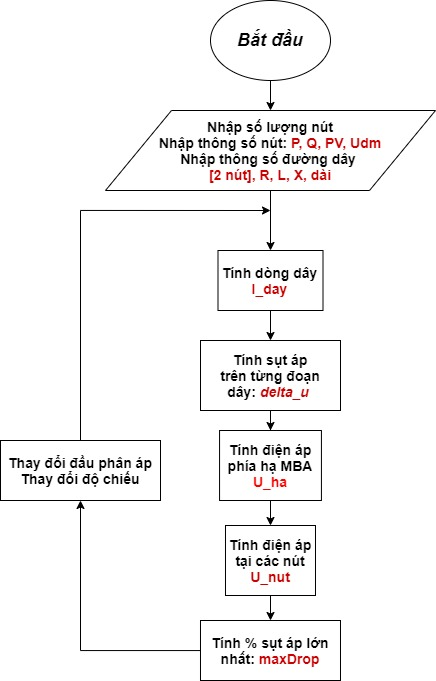 Bắt đầu
Nhập số lượng nút
Nhập thông số nút: P, Q, PV, Udm
Nhập thông số đường dây
[2 nút], R, L, X, dài
Tính dòng dây
I_day
Tính sụt áp
trên từng đoạn
dây: delta_u
Tính điện áp
phía hạ MBA
U_ha
Thay đổi đầu phân áp
Thay đổi độ chiếu
Tính điện áp
tại các nút
U_nut
Tính % sụt áp lớn
nhất: maxDrop